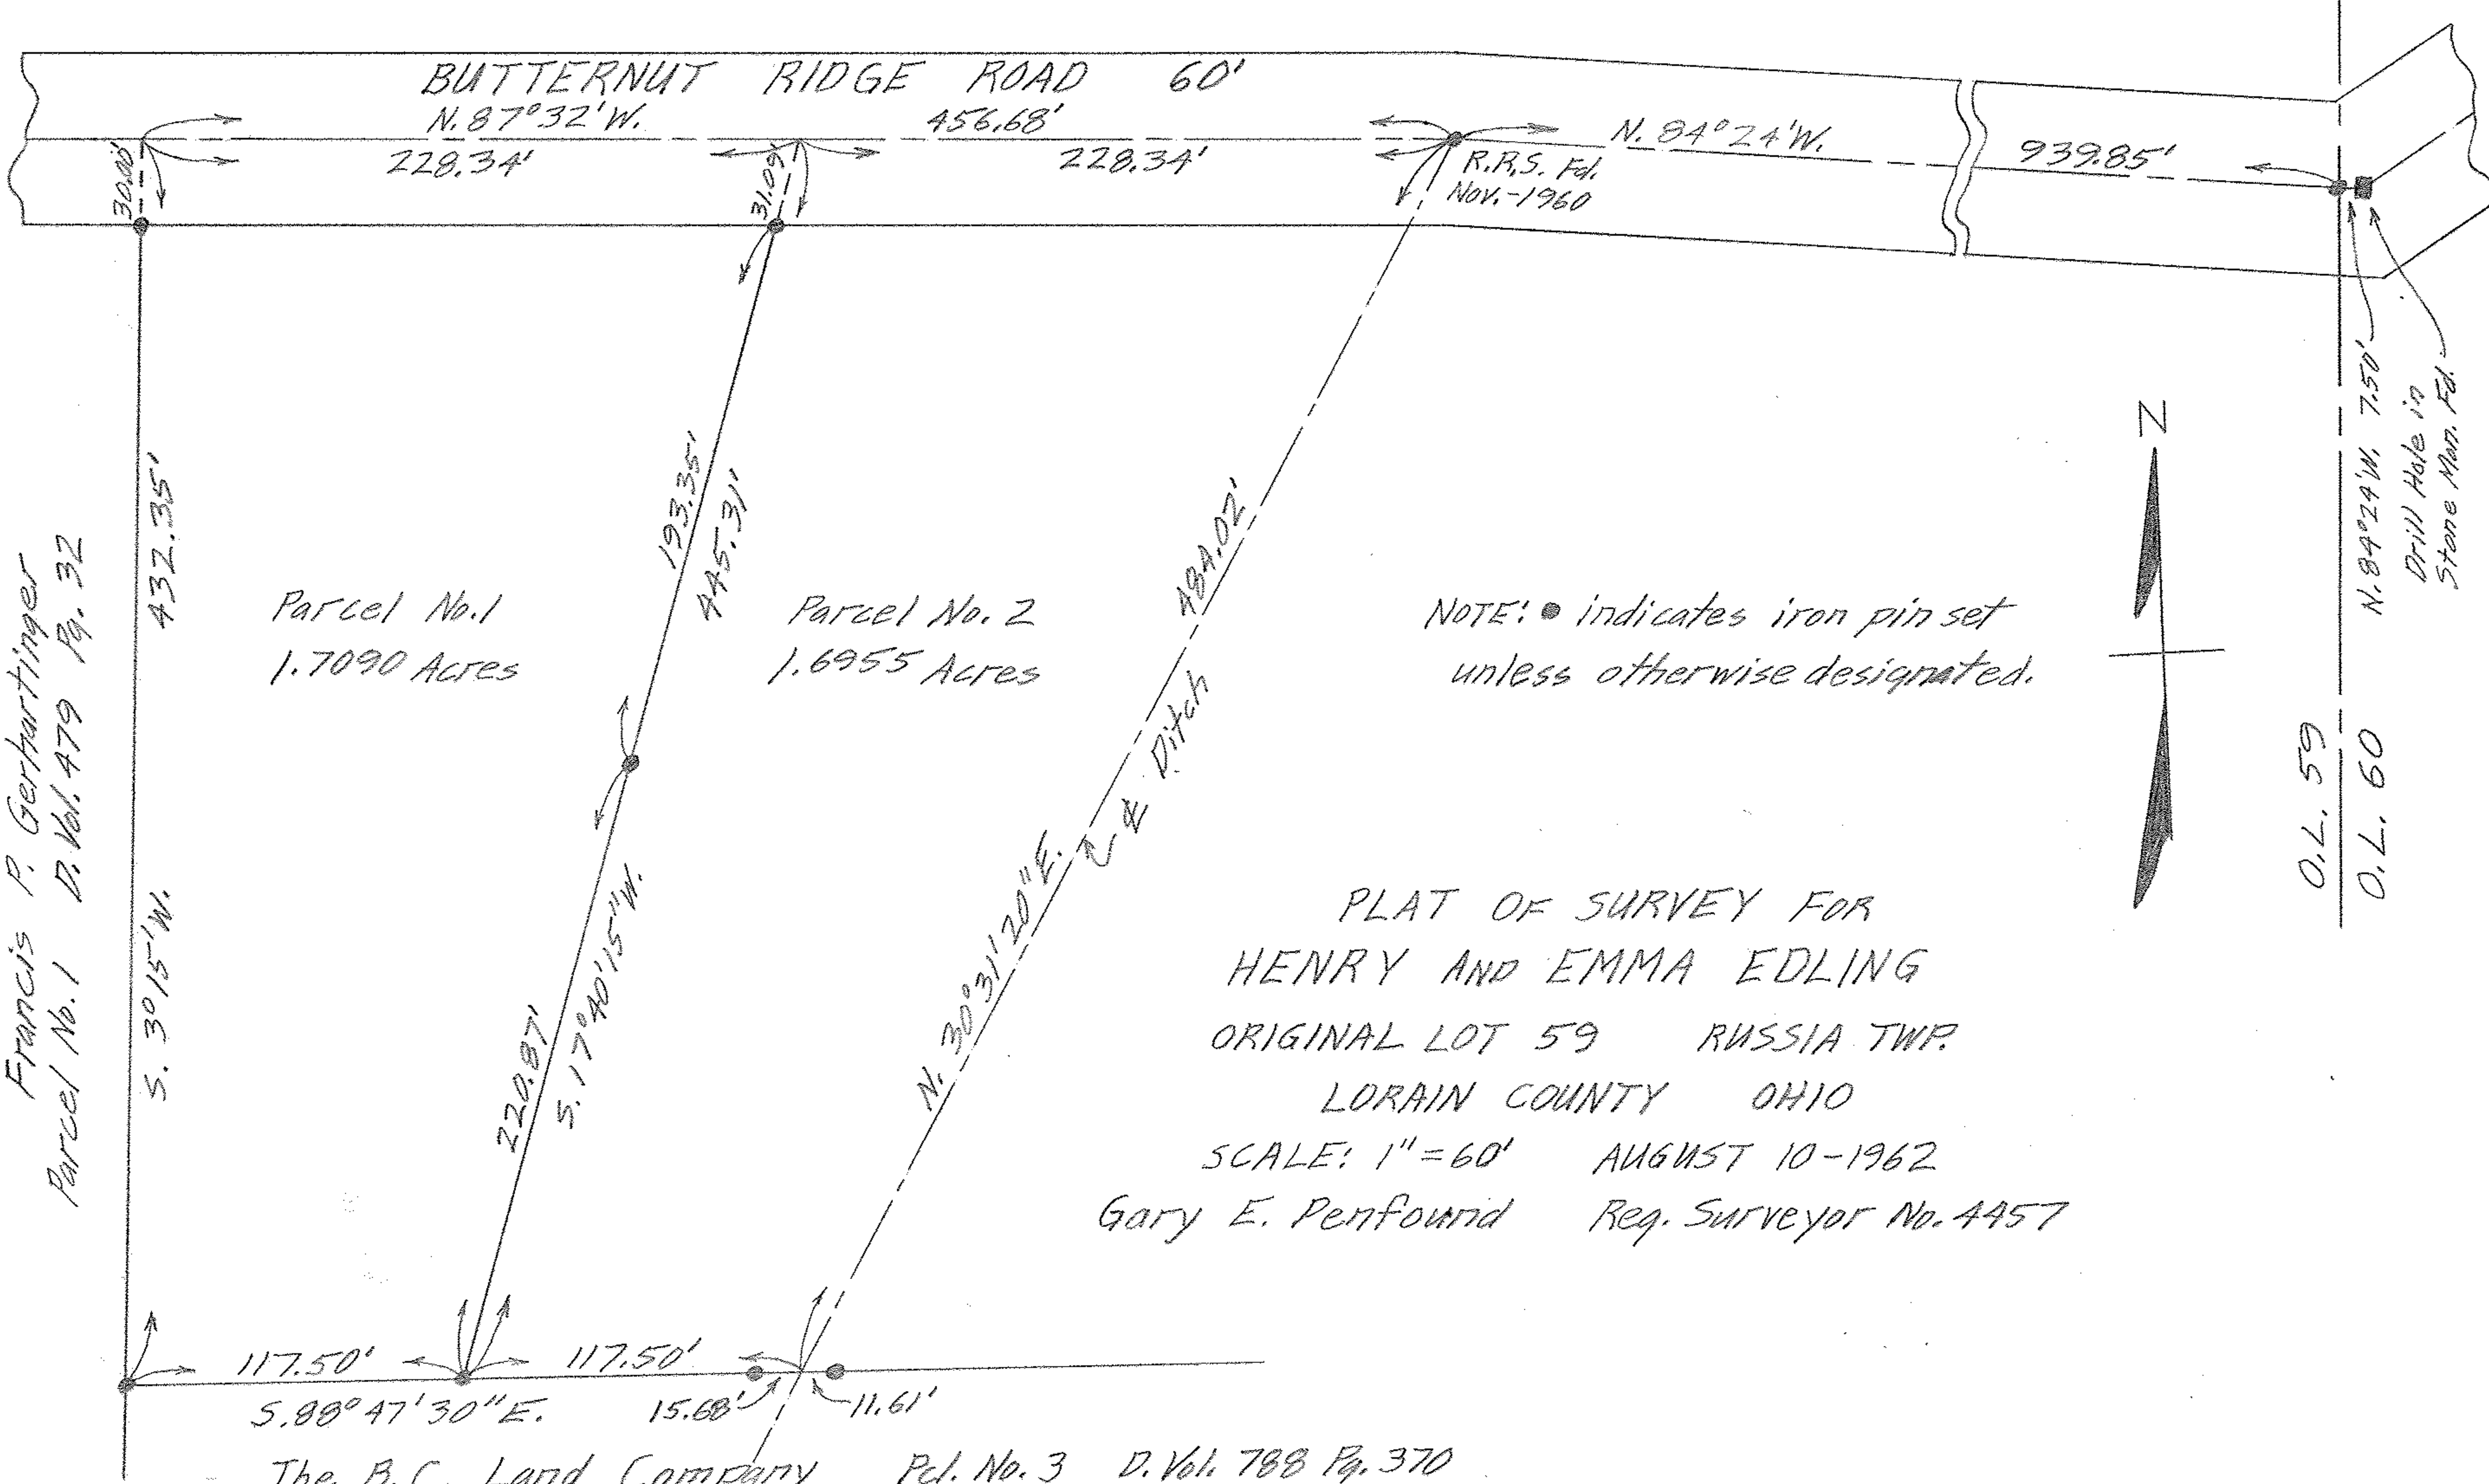 BUTTERNUT RIDGE ROAD 60'
N. 87°32' W.
456.68'
228.34'
228.34'
30.00'
31.09'
R.R.S. Fd.
Nov.-1960
N. 84°24' W.
939.85'
N. 84°24' W. 7.50'
Drill Hole in
Stone Mon. Fd.
432.35'
S. 3°15' W.
Francis P. Gerhartinger
Parcel No. 1 D. Vol. 479 Pg. 32
193.35'
445.31'
Parcel No. 1
1.7090 Acres
Parcel No. 2
1.6955 Acres
484.02'
℄ Ditch
N. 30°31'20" E.
220.87'
S. 17°40'15" W.
NOTE: ● indicates iron pin set
unless otherwise designated.
N
O.L. 59
O.L. 60
PLAT OF SURVEY FOR
HENRY AND EMMA EDLING
ORIGINAL LOT 59 RUSSIA TWP.
LORAIN COUNTY OHIO
SCALE: 1" = 60' AUGUST 10-1962
Gary E. Penfound Reg. Surveyor No. 4457
117.50'
117.50'
S. 88°47'30" E.
15.68'
11.61'
The B.C. Land Company Pcl. No. 3 D. Vol. 788 Pg. 370